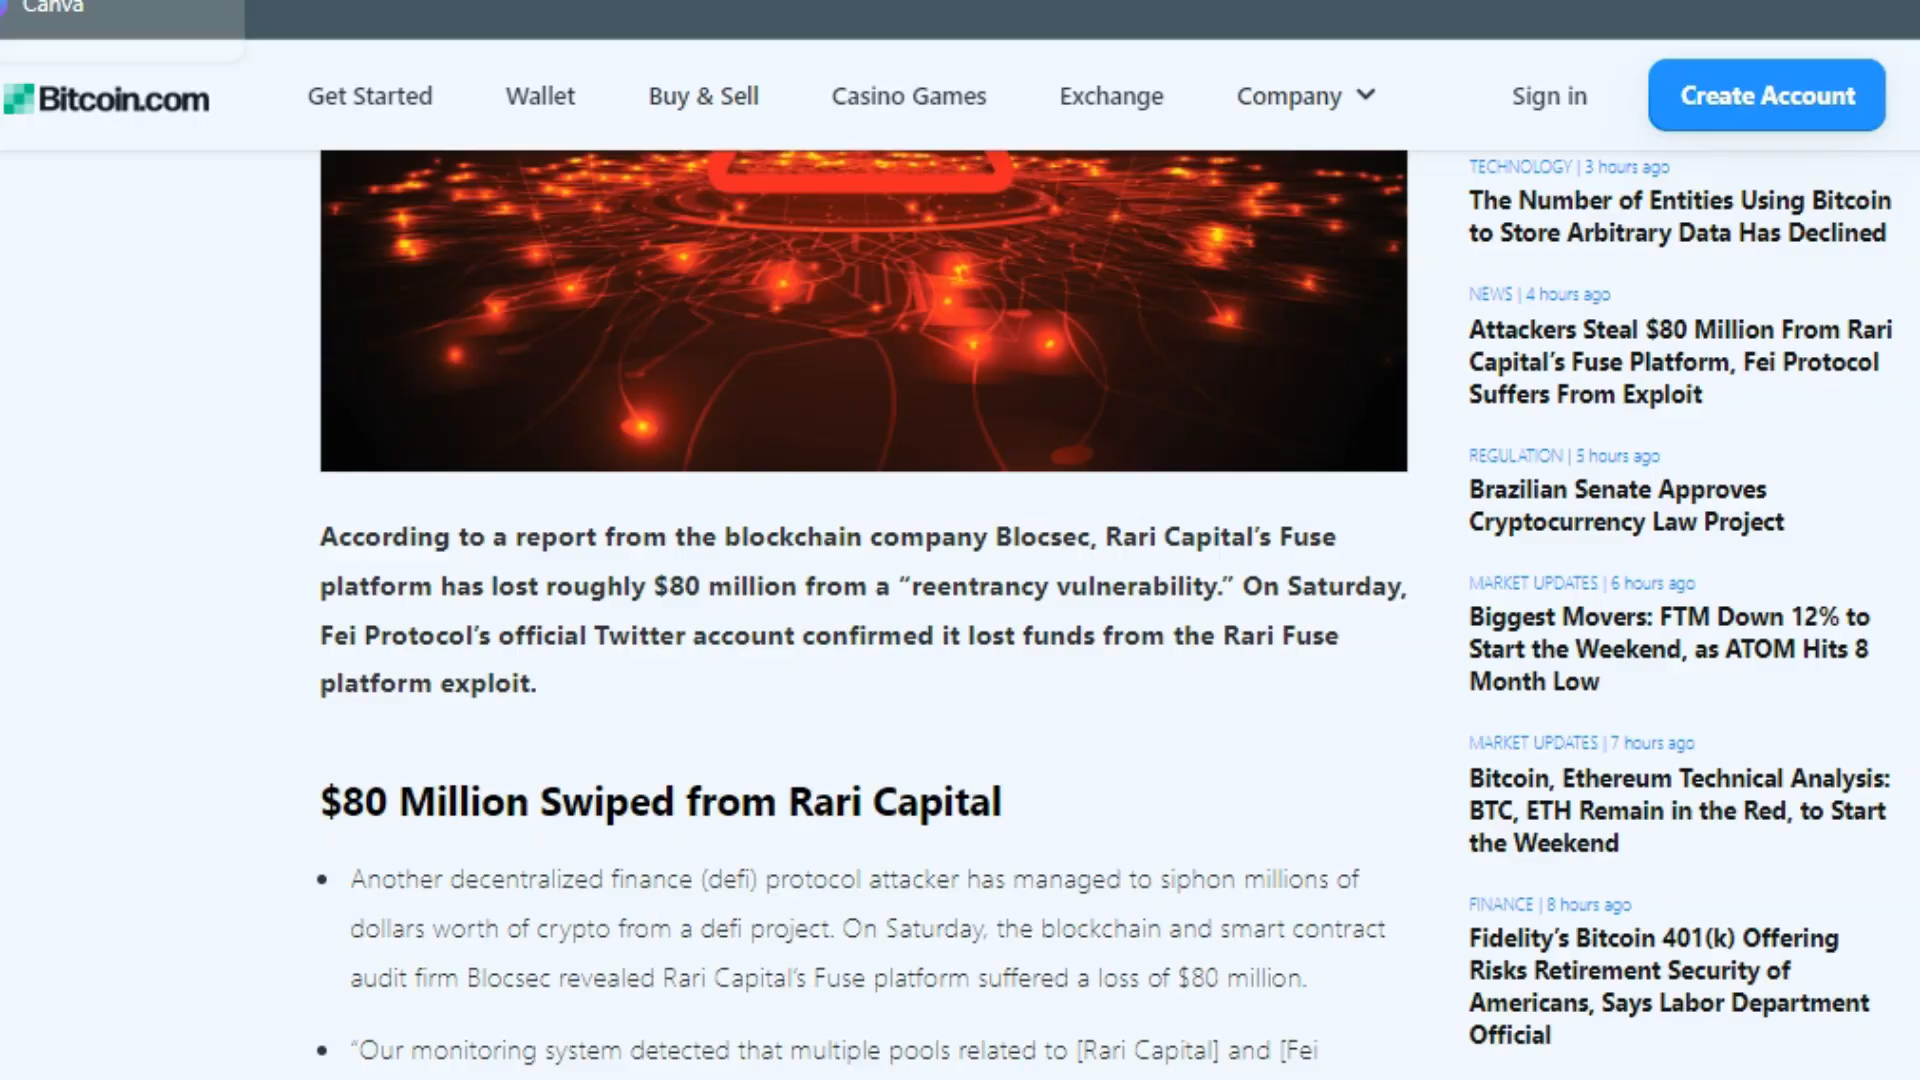 Canva
Bitcoin.com
Get Started
Wallet
Buy & Sell
Casino Games
Exchange
Company
Sign in
Create Account
According to a report from the blockchain company Blocsec, Rari Capital’s Fuse
platform has lost roughly $80 million from a “reentrancy vulnerability.” On Saturday,
Fei Protocol’s official Twitter account confirmed it lost funds from the Rari Fuse
platform exploit.
$80 Million Swiped from Rari Capital
• Another decentralized finance (defi) protocol attacker has managed to siphon millions of
dollars worth of crypto from a defi project. On Saturday, the blockchain and smart contract
audit firm Blocsec revealed Rari Capital’s Fuse platform suffered a loss of $80 million.
• “Our monitoring system detected that multiple pools related to [Rari Capital] and [Fei
TECHNOLOGY | 3 hours ago
The Number of Entities Using Bitcoin
to Store Arbitrary Data Has Declined
NEWS | 4 hours ago
Attackers Steal $80 Million From Rari
Capital’s Fuse Platform, Fei Protocol
Suffers From Exploit
REGULATION | 5 hours ago
Brazilian Senate Approves
Cryptocurrency Law Project
MARKET UPDATES | 6 hours ago
Biggest Movers: FTM Down 12% to
Start the Weekend, as ATOM Hits 8
Month Low
MARKET UPDATES | 7 hours ago
Bitcoin, Ethereum Technical Analysis:
BTC, ETH Remain in the Red, to Start
the Weekend
FINANCE | 8 hours ago
Fidelity’s Bitcoin 401(k) Offering
Risks Retirement Security of
Americans, Says Labor Department
Official